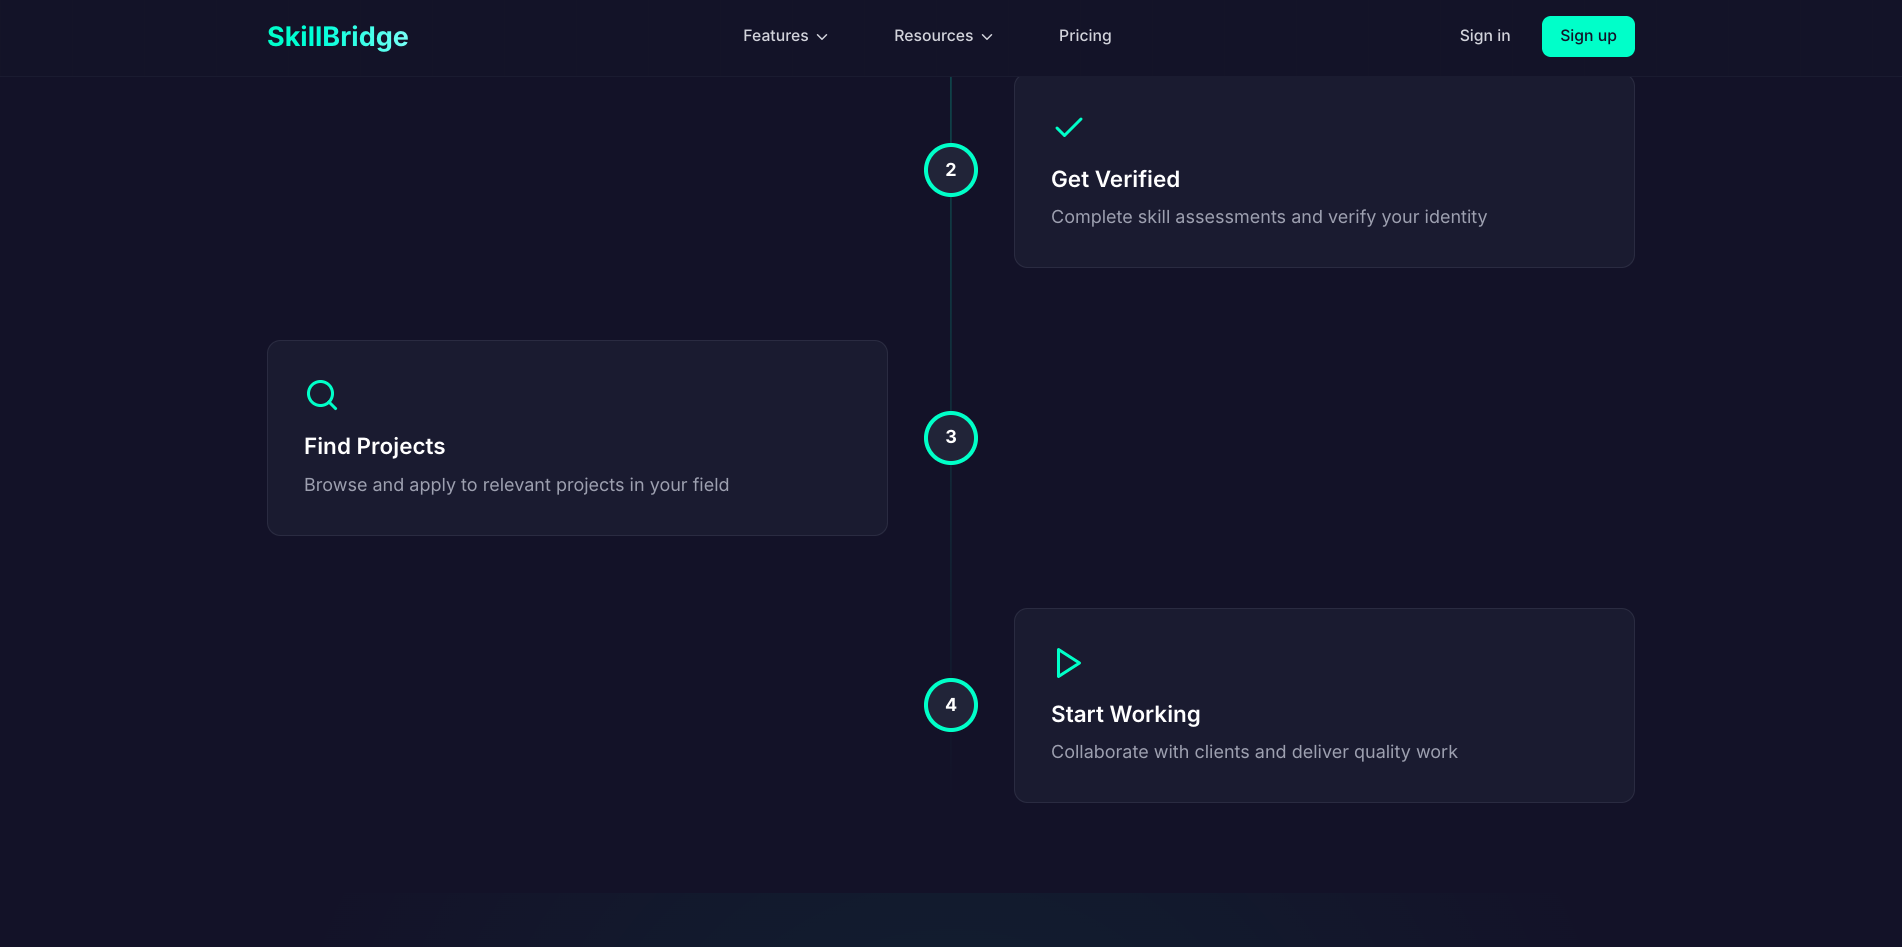 SkillBridge
Features
Resources
Pricing
Sign in
Sign up
2
Get Verified
Complete skill assessments and verify your identity
Find Projects
Browse and apply to relevant projects in your field
3
4
Start Working
Collaborate with clients and deliver quality work